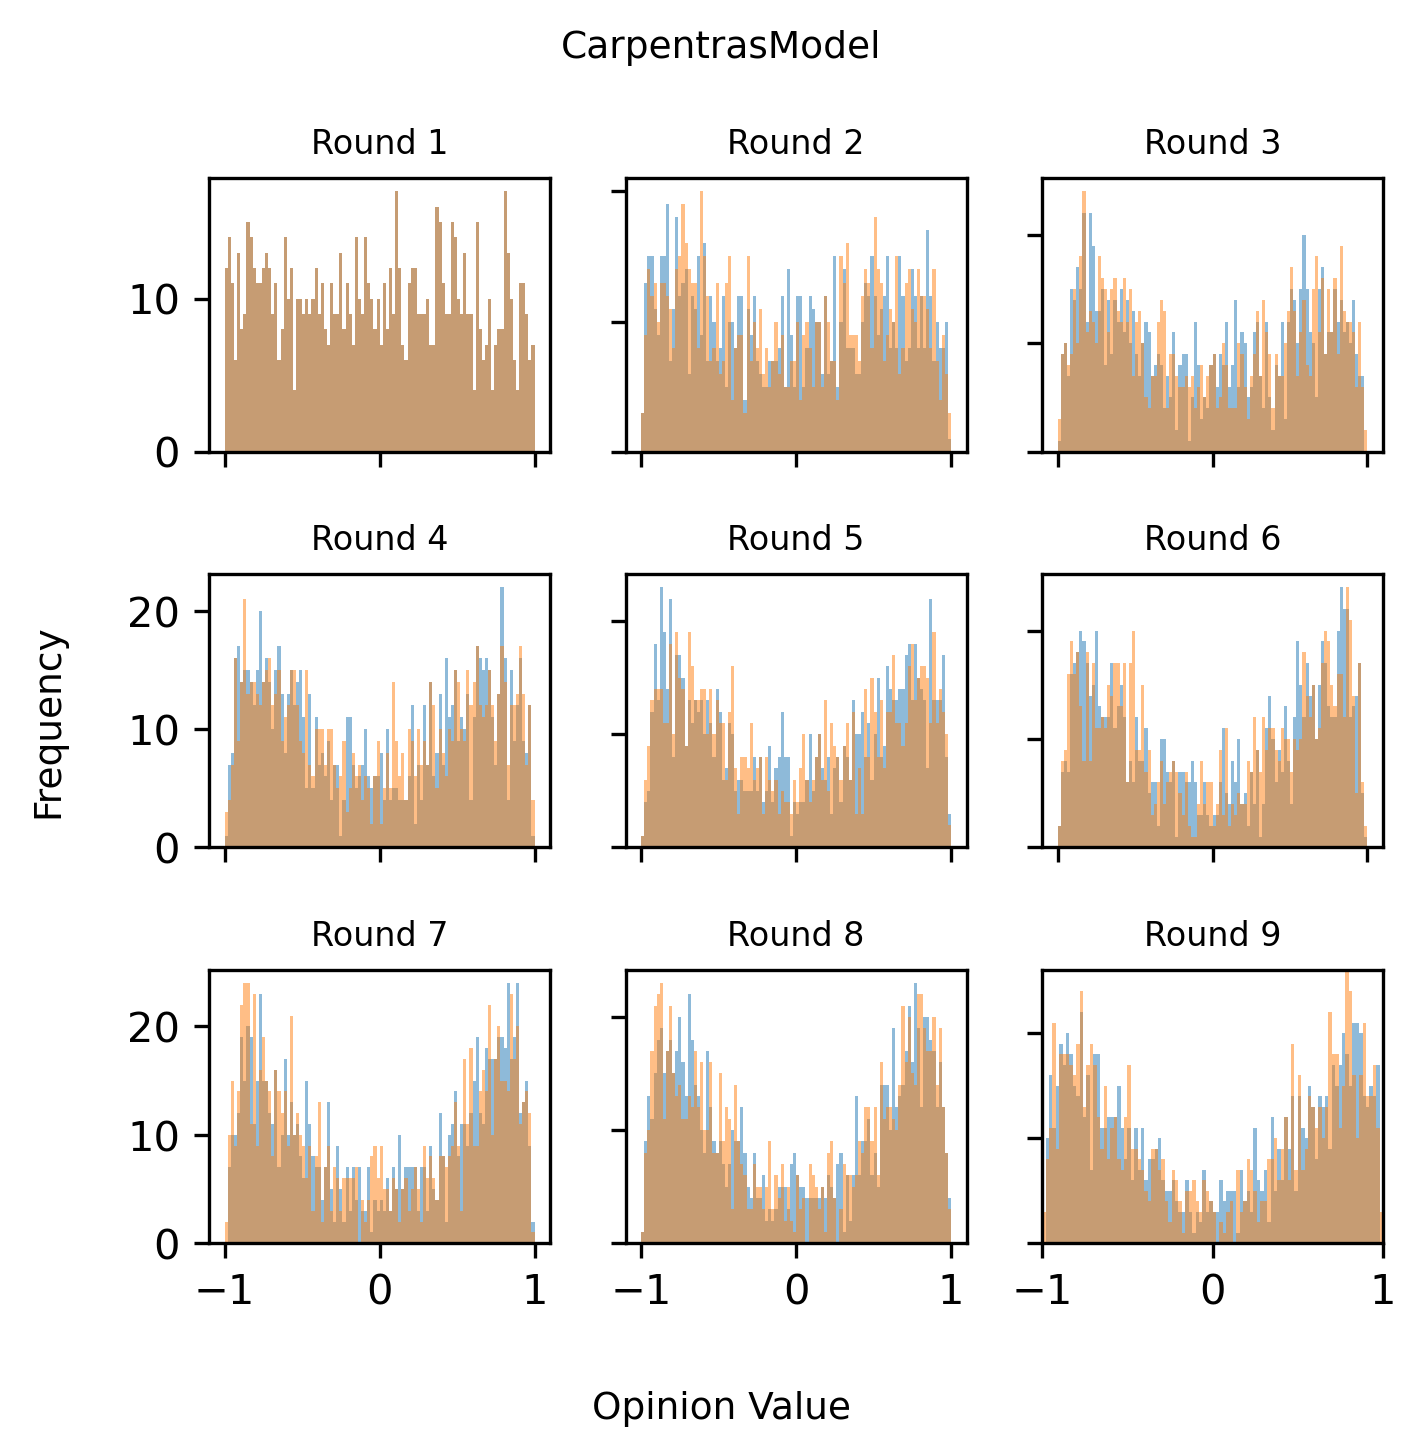 CarpentrasModel
Round 1
Round 2
Round 3
10
0
Round 4
Round 5
Round 6
20
10
0
Frequency
Round 7
Round 8
Round 9
20
10
0
−1 0 1
−1 0 1
−1 0 1
Opinion Value